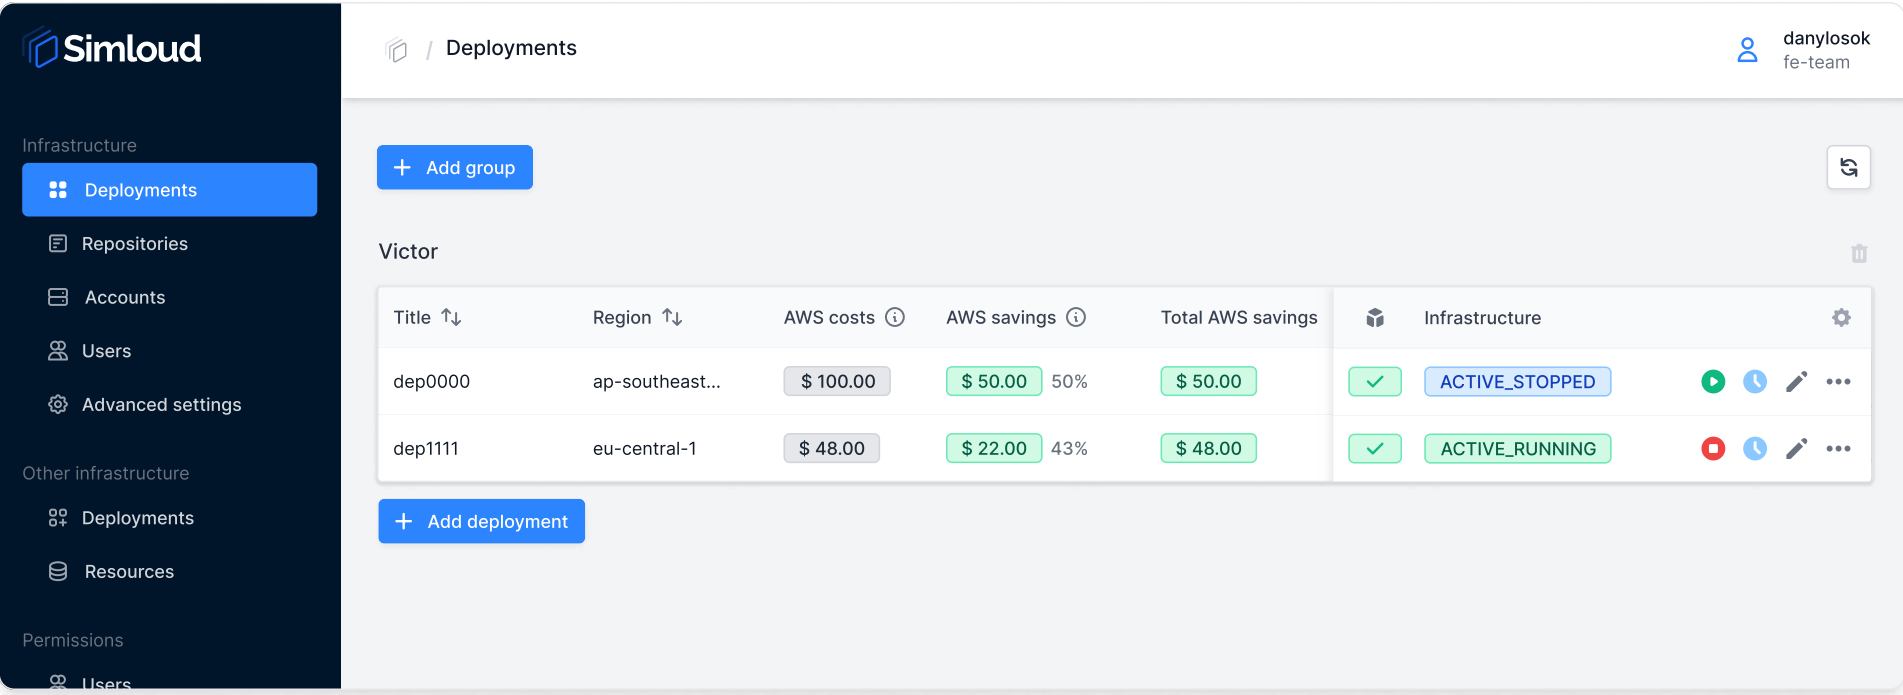 Simloud
/ Deployments
danylosok
fe-team
Infrastructure
Deployments
Repositories
Accounts
Users
Advanced settings
Other infrastructure
Deployments
Resources
Permissions
Users
Add group
Victor
Title Region AWS costs AWS savings Total AWS savings Infrastructure
dep0000 ap-southeast... $ 100.00 $ 50.00 50% $ 50.00 ACTIVE_STOPPED
dep1111 eu-central-1 $ 48.00 $ 22.00 43% $ 48.00 ACTIVE_RUNNING
Add deployment